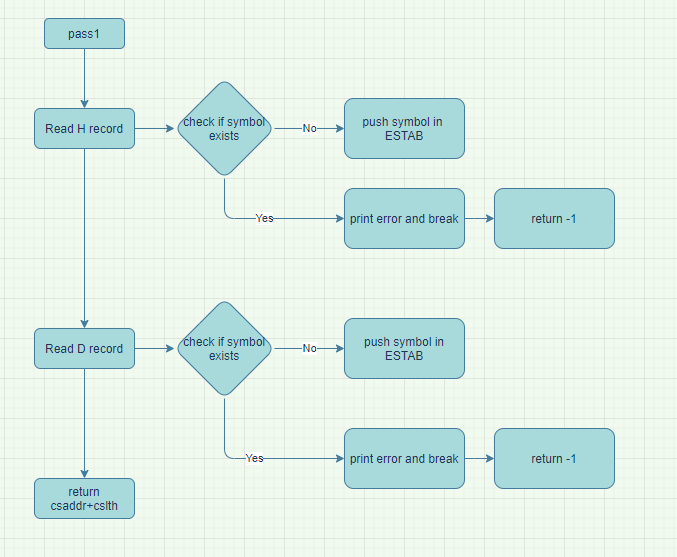 pass1
Read H record
check if symbol
exists
No
push symbol in
ESTAB
Yes
print error and break
return -1
Read D record
check if symbol
exists
No
push symbol in
ESTAB
Yes
print error and break
return -1
return
csaddr+cslth